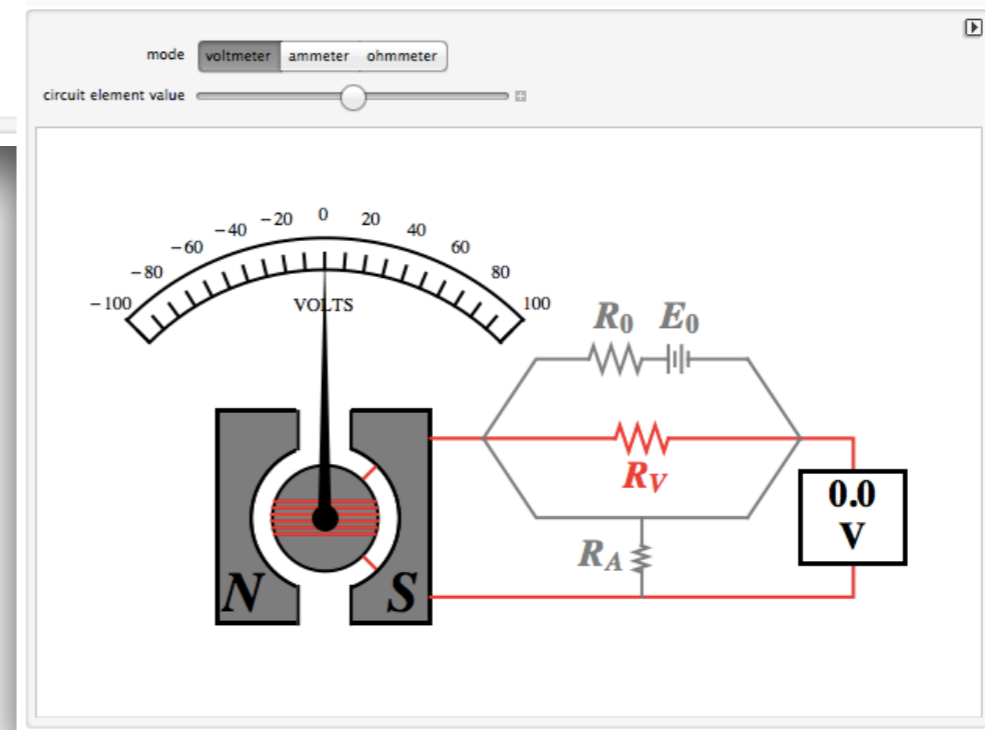 mode voltmeter ammeter ohmmeter
circuit element value
-100 -80 -60 -40 -20 0 20 40 60 80 100
VOLTS
R0 E0
RV
0.0
V
RA
N S